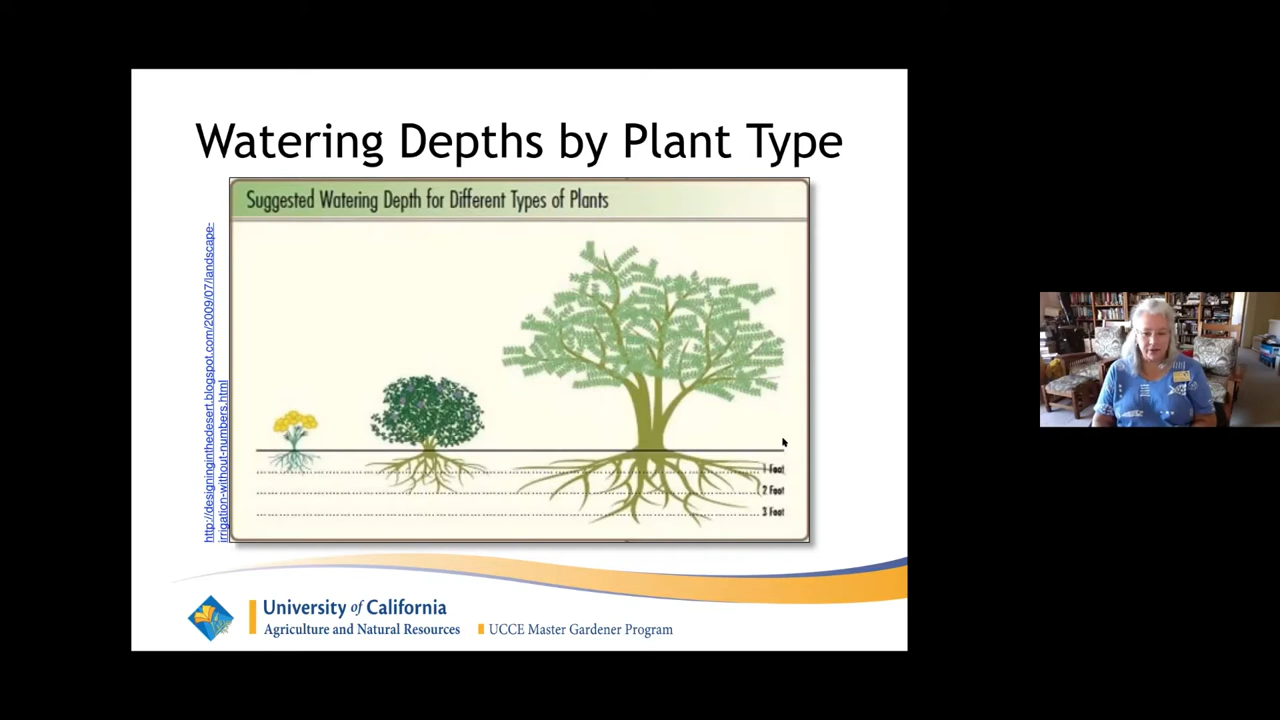 Watering Depths by Plant Type
Suggested Watering Depth for Different Types of Plants
http://designinginthedesert.blogspot.com/2009/07/landscape-
irrigation-without-numbers.html
1 Foot
2 Foot
3 Foot
University of California
Agriculture and Natural Resources
UCCE Master Gardener Program